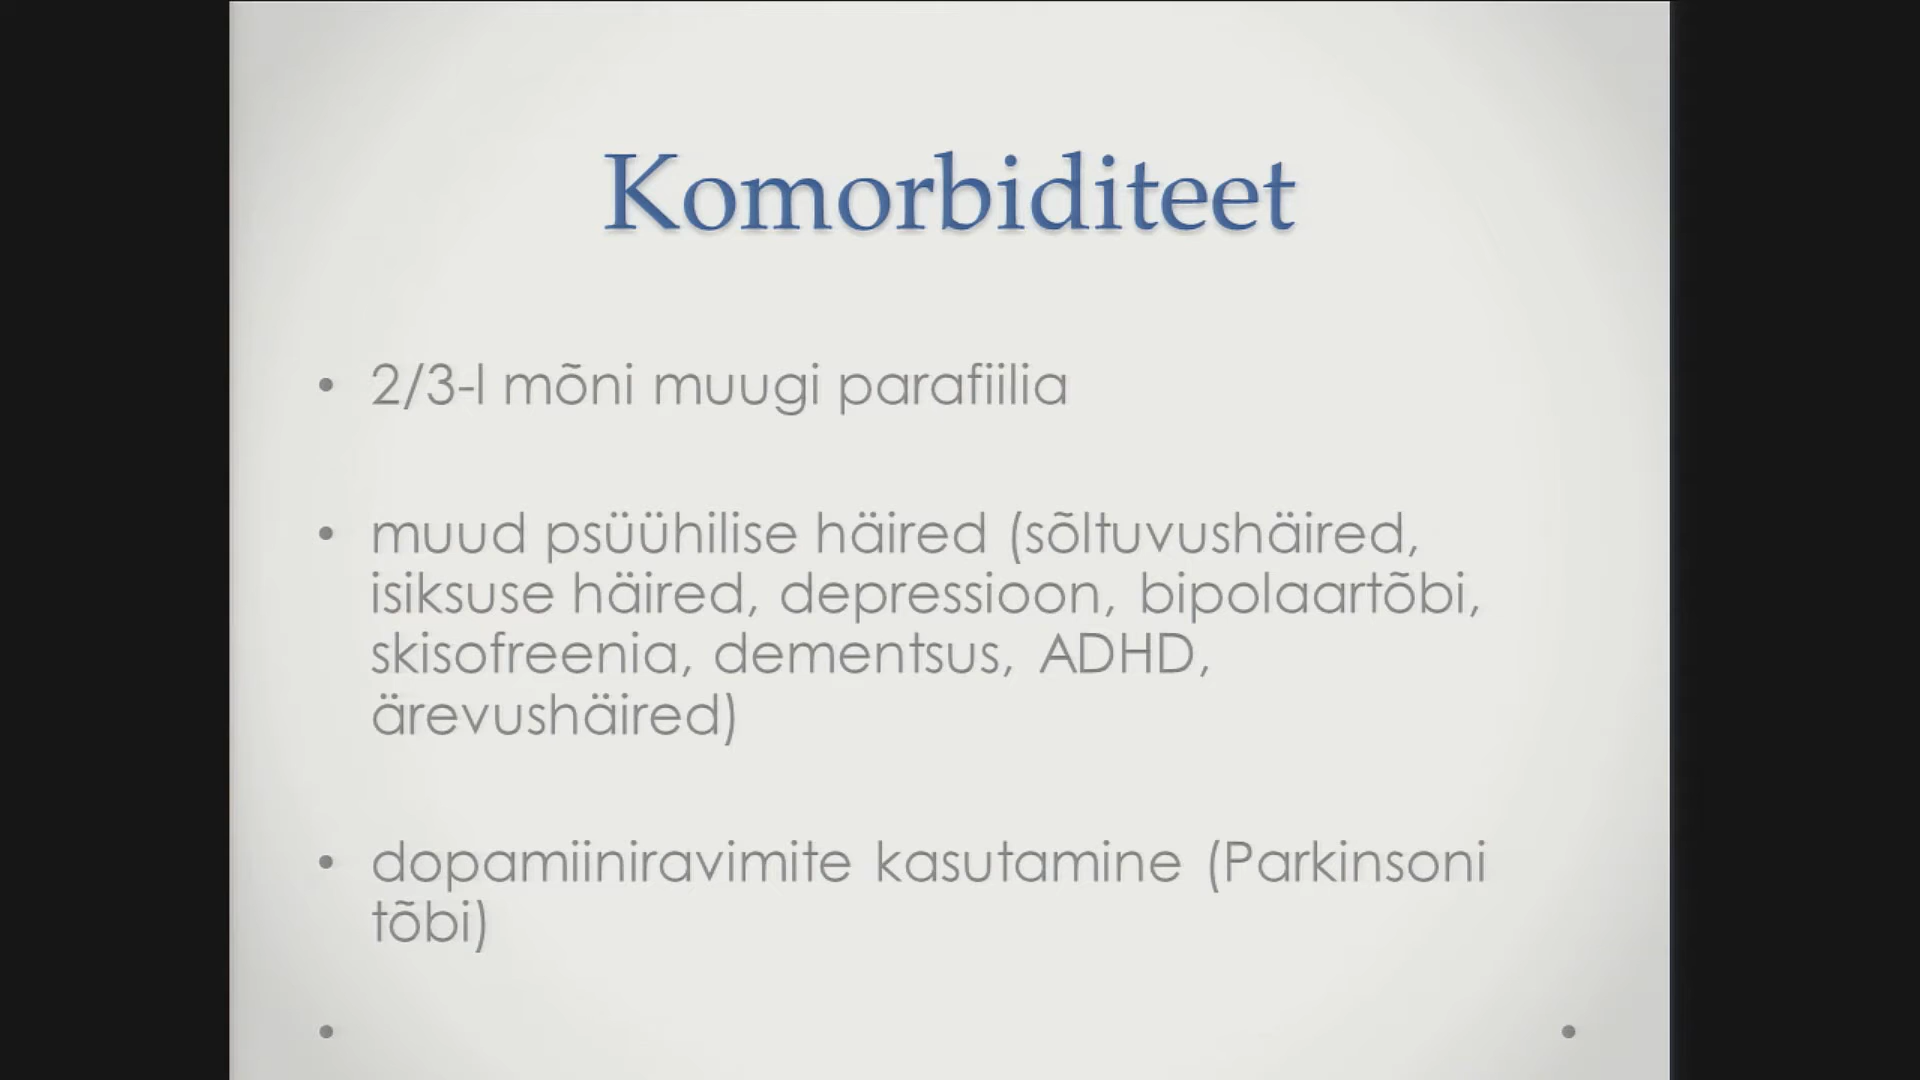 Komorbiditeet
• 2/3-l mõni muugi parafiilia
• muud psüühilise häired (sõltuvushäired,
isiksuse häired, depressioon, bipolaartõbi,
skisofreenia, dementsus, ADHD,
ärevushäired)
• dopamiiniravimite kasutamine (Parkinsoni
tõbi)